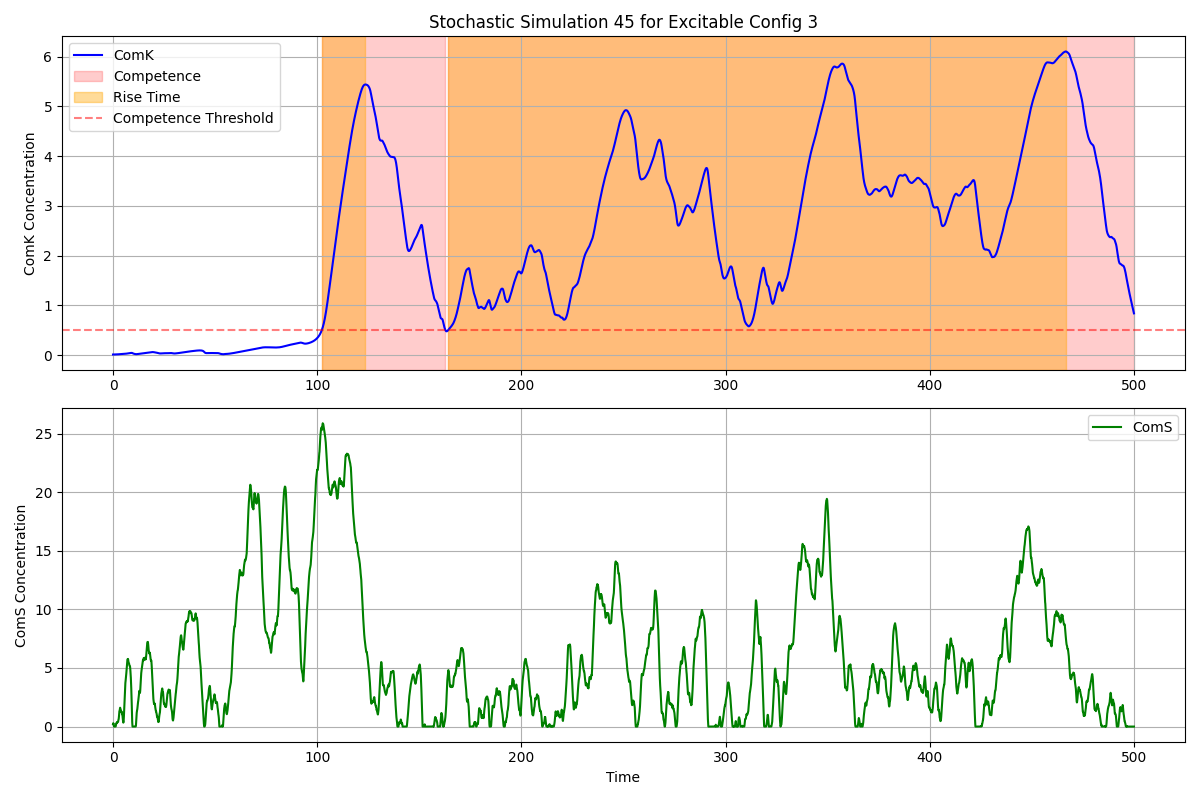 Stochastic Simulation 45 for Excitable Config 3
ComK
Competence
Rise Time
Competence Threshold
ComK Concentration
6
5
4
3
2
1
0
0 100 200 300 400 500
ComS
ComS Concentration
25
20
15
10
5
0
0 100 200 300 400 500
Time